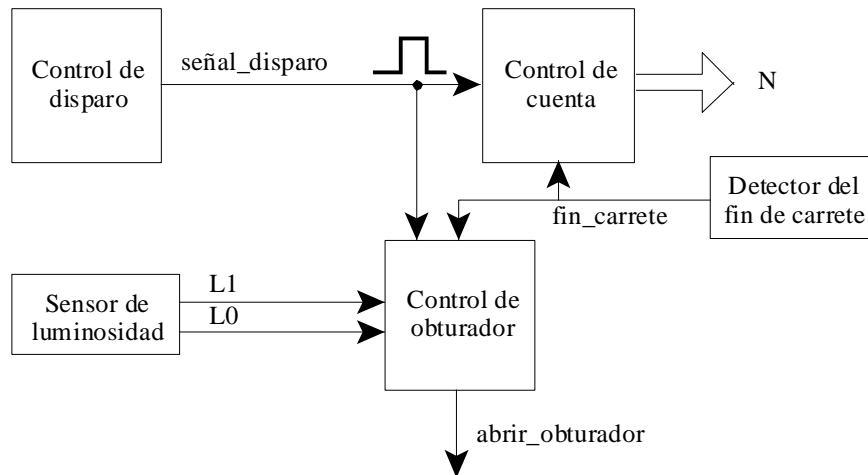 Control de
disparo
señal_disparo
Control de
cuenta
N
Detector del
fin de carrete
fin_carrete
Sensor de
luminosidad
L1
L0
Control de
obturador
abrir_obturador